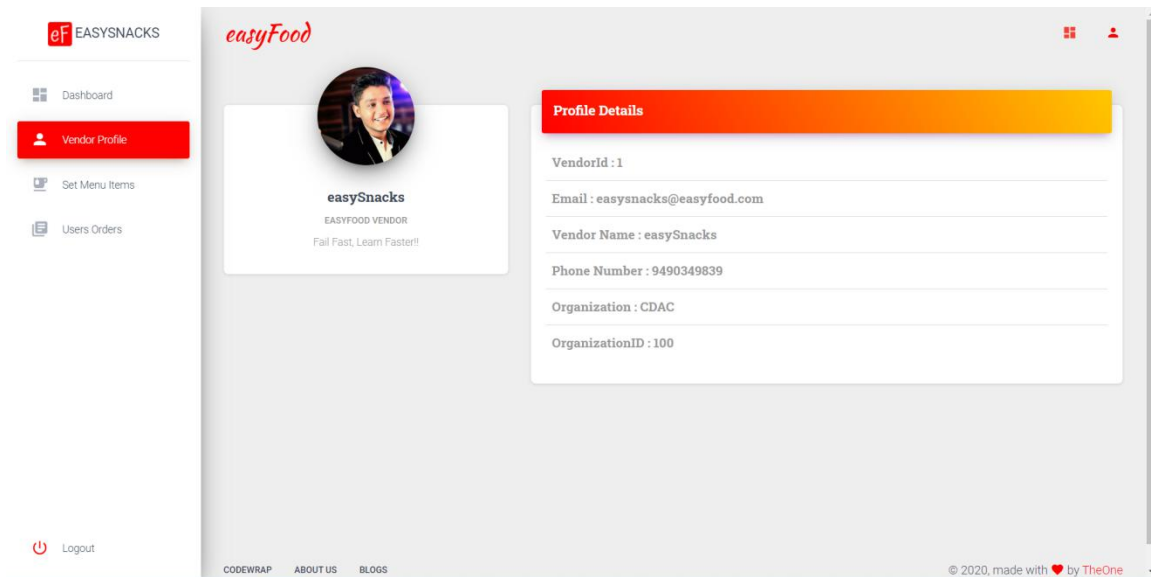 eF EASYSNACKS
Dashboard
Vendor Profile
Set Menu Items
Users Orders
Logout
easyFood
easySnacks
EASYFOOD VENDOR
Fail Fast, Learn Faster!!
Profile Details
VendorId : 1
Email : easysnacks@easyfood.com
Vendor Name : easySnacks
Phone Number : 9490349839
Organization : CDAC
OrganizationID : 100
CODEWRAP ABOUT US BLOGS
© 2020, made with ♥ by TheOne